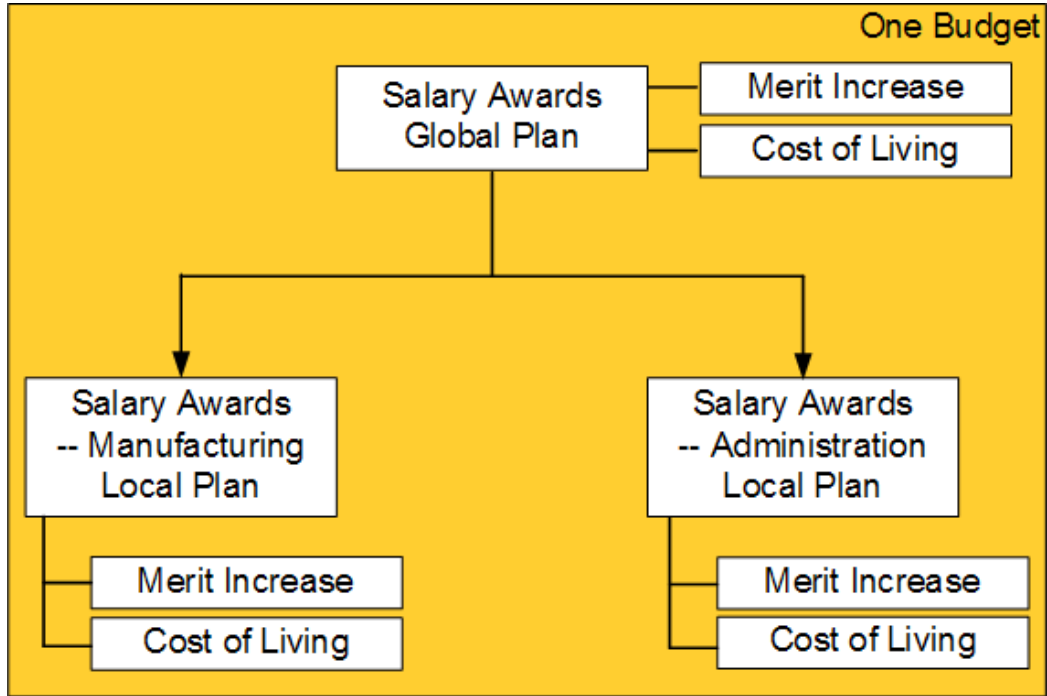 One Budget
Salary Awards
Global Plan
Merit Increase
Cost of Living
Salary Awards
-- Manufacturing
Local Plan
Merit Increase
Cost of Living
Salary Awards
-- Administration
Local Plan
Merit Increase
Cost of Living